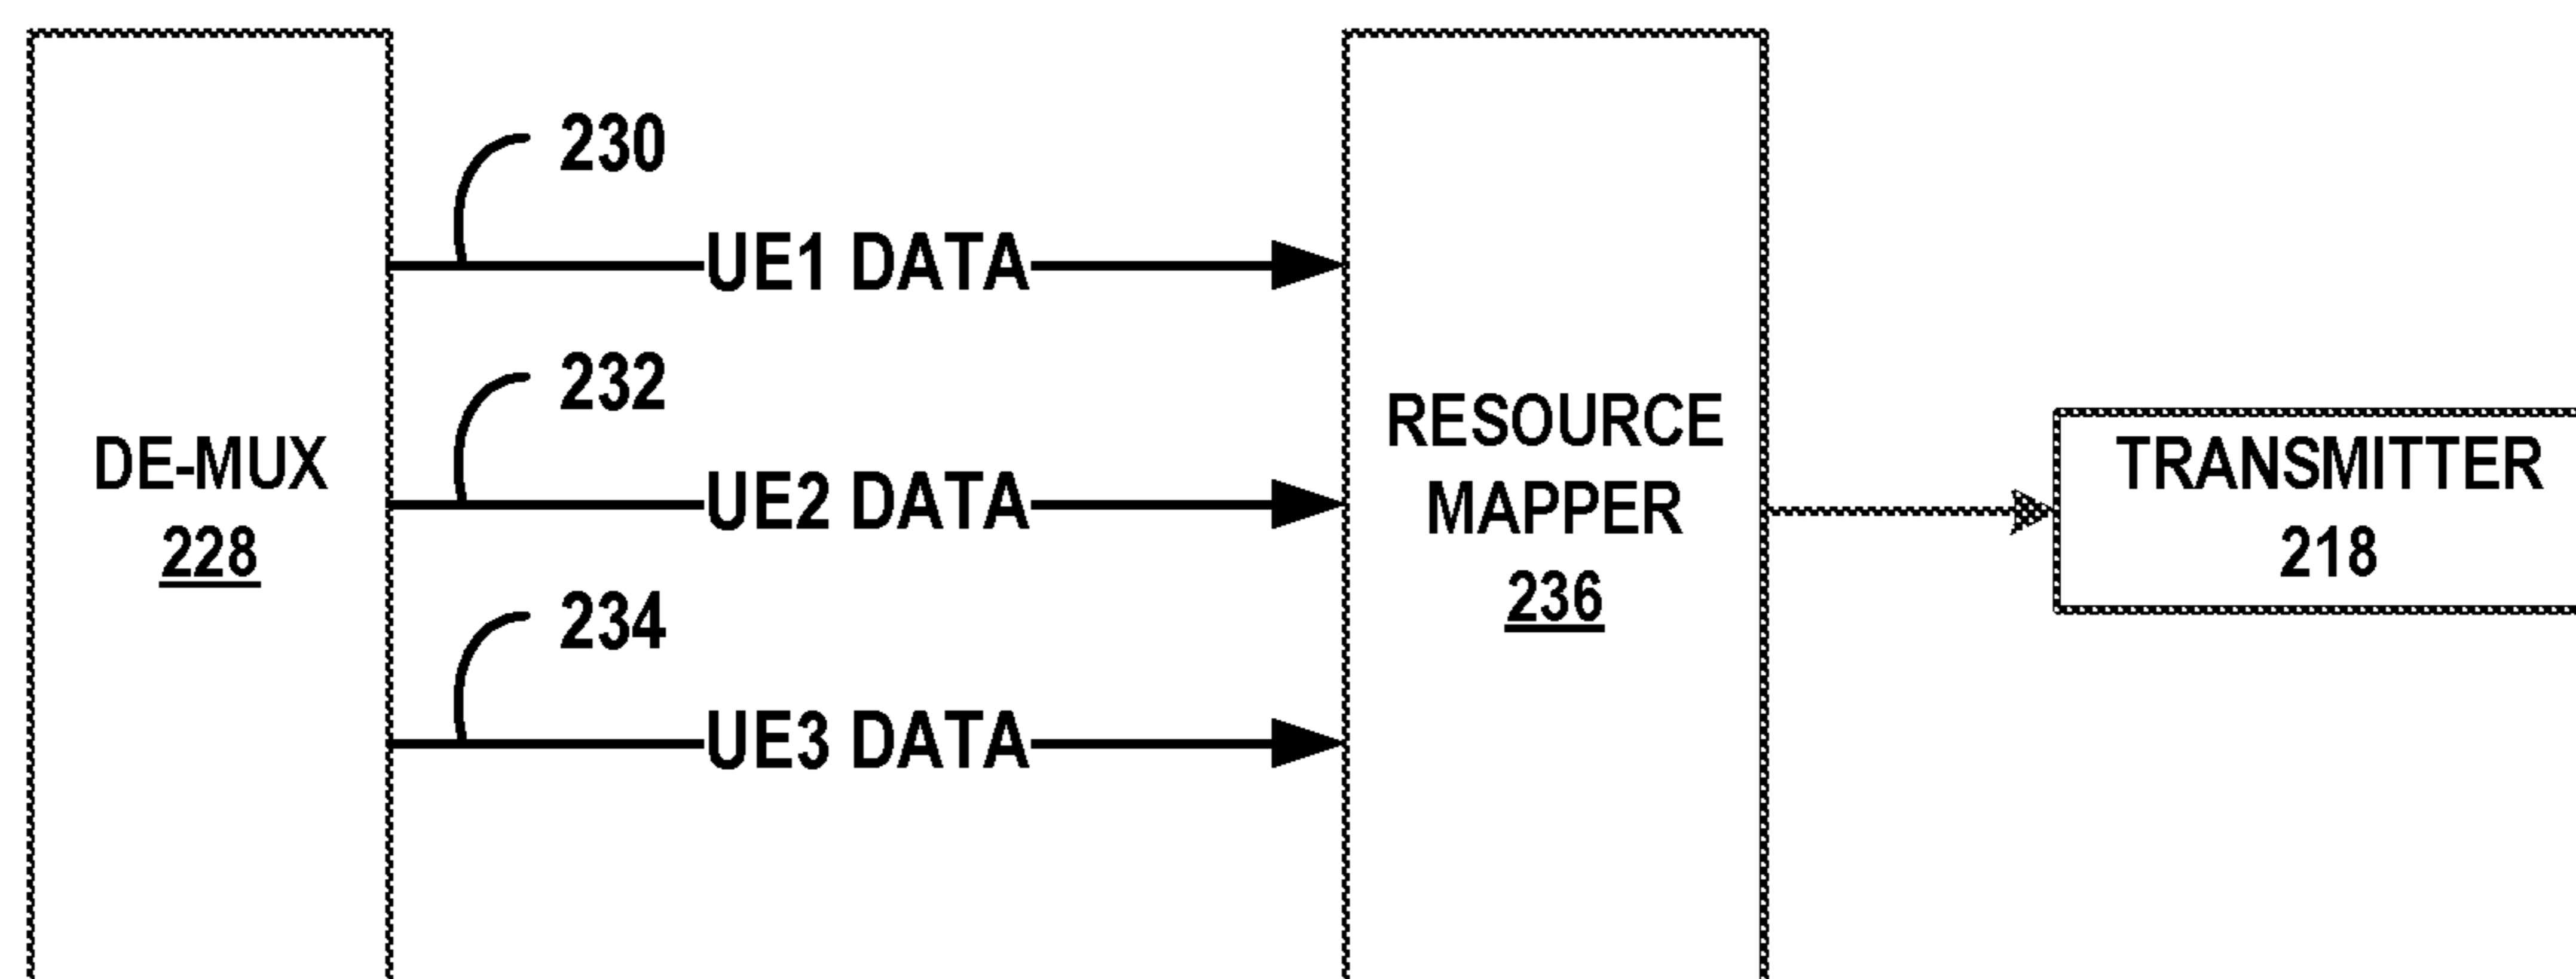 DE-MUX
228
230
UE1 DATA
232
UE2 DATA
234
UE3 DATA
RESOURCE
MAPPER
236
TRANSMITTER
218